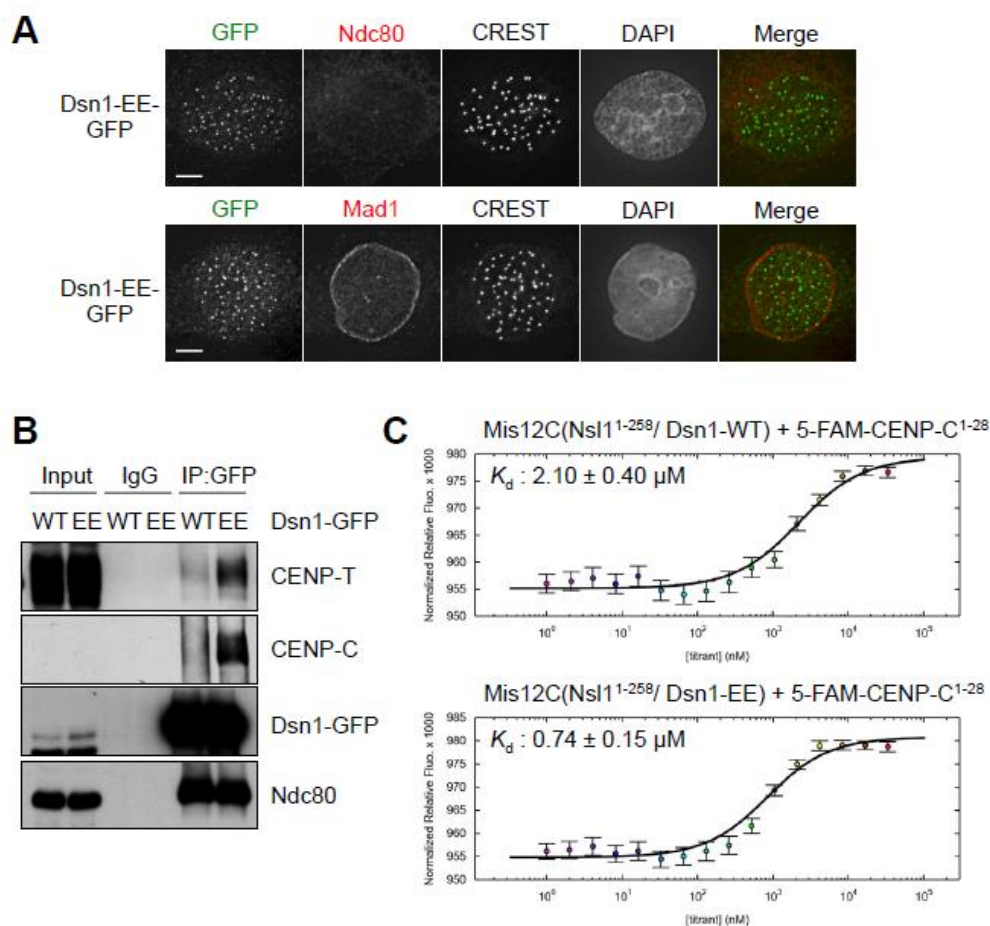 A
GFP Ndc80 CREST DAPI Merge
Dsn1-EE-
GFP
GFP Mad1 CREST DAPI Merge
Dsn1-EE-
GFP
B
Input IgG IP:GFP
WT EE WT EE WT EE Dsn1-GFP
CENP-T
CENP-C
Dsn1-GFP
Ndc80
C
Mis12C(Nsl1¹⁻²⁵⁸/ Dsn1-WT) + 5-FAM-CENP-C¹⁻²⁸
Kd : 2.10 ± 0.40 µM
Normalized Relative Fluo. x 1000
980
975
970
965
960
955
950
10⁰ 10¹ 10² 10³ 10⁴ 10⁵
[titrant] (nM)
Mis12C(Nsl1¹⁻²⁵⁸/ Dsn1-EE) + 5-FAM-CENP-C¹⁻²⁸
Kd : 0.74 ± 0.15 µM
Normalized Relative Fluo. x 1000
985
980
975
970
965
960
955
950
10⁰ 10¹ 10² 10³ 10⁴ 10⁵
[titrant] (nM)